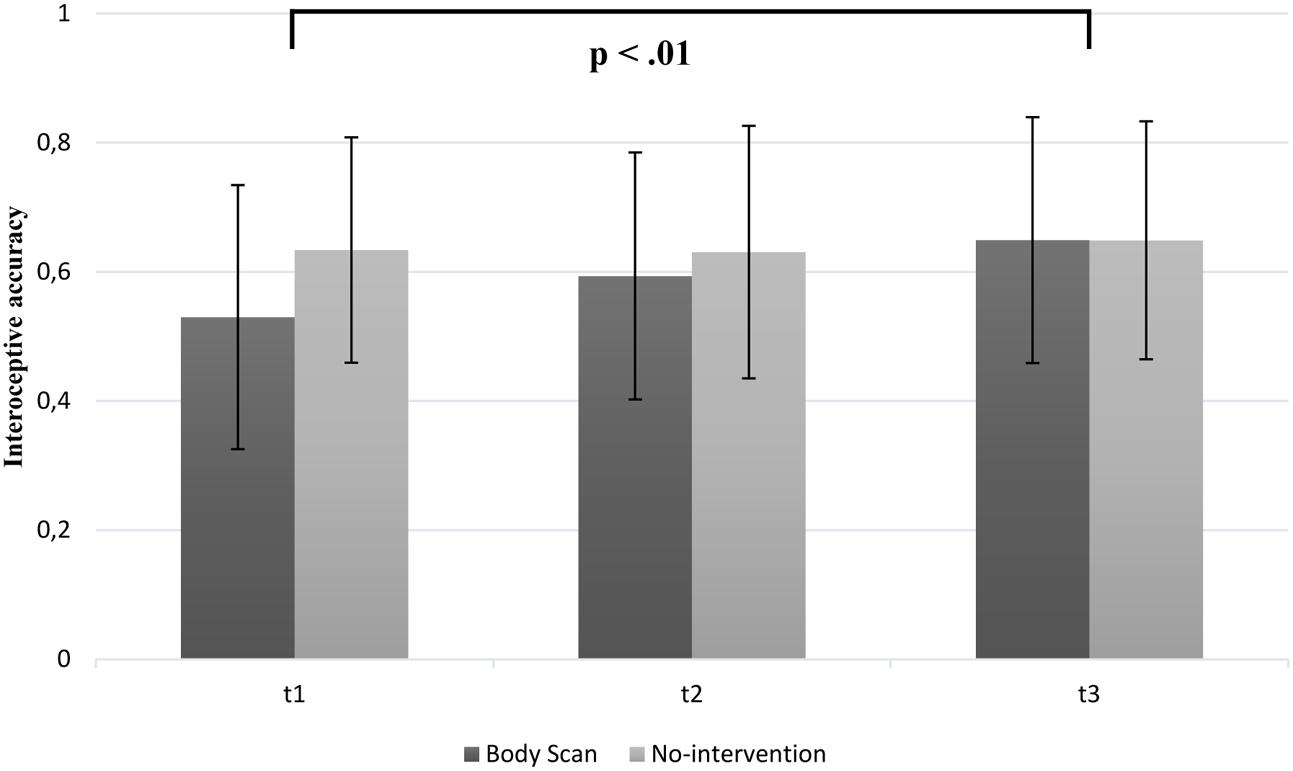 1
p < .01
0,8
0,6
0,4
0,2
0
Interoceptive accuracy
t1 t2 t3
Body Scan No-intervention